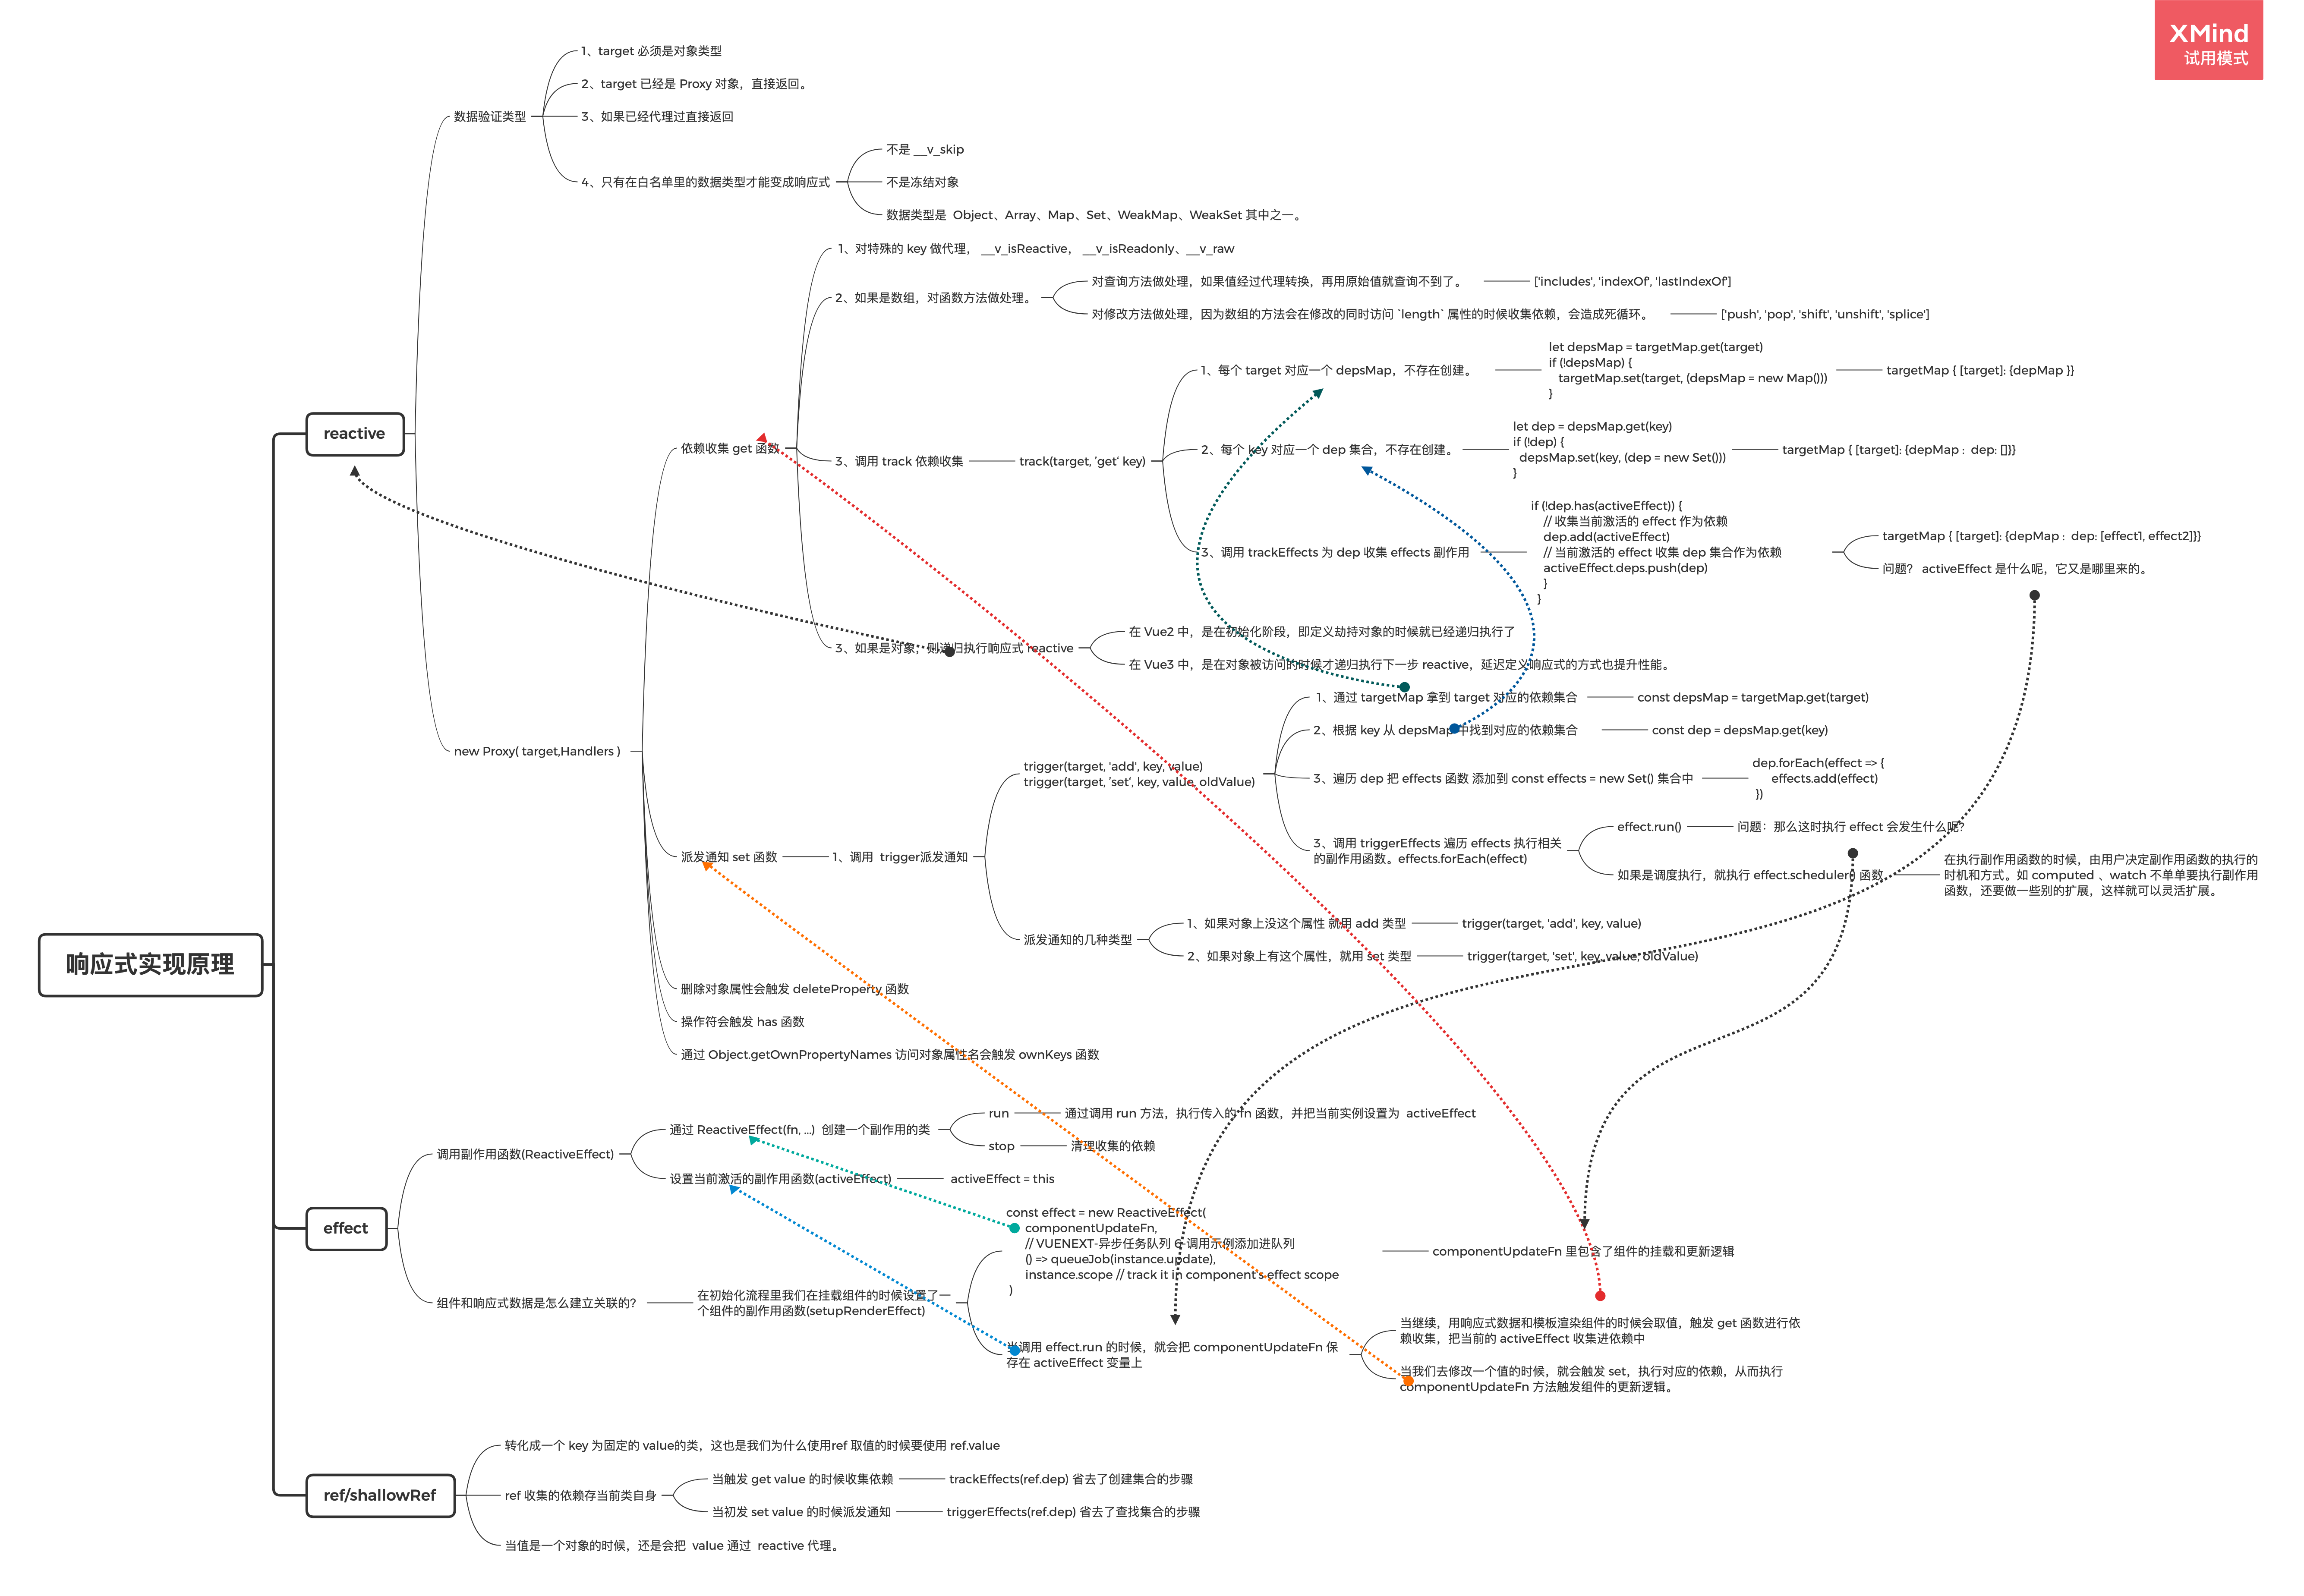 XMind
试用模式
响应式实现原理
reactive
数据验证类型
1、target 必须是对象类型
2、target 已经是 Proxy 对象，直接返回。
3、如果已经代理过直接返回
4、只有在白名单里的数据类型才能变成响应式
不是 __v_skip
不是冻结对象
数据类型是 Object、Array、Map、Set、WeakMap、WeakSet 其中之一。
new Proxy( target,Handlers )
依赖收集 get 函数
1、对特殊的 key 做代理， __v_isReactive， __v_isReadonly、__v_raw
2、如果是数组，对函数方法做处理。
对查询方法做处理，如果值经过代理转换，再用原始值就查询不到了。
['includes', 'indexOf', 'lastIndexOf']
对修改方法做处理，因为数组的方法会在修改的同时访问 `length` 属性的时候收集依赖，会造成死循环。
['push', 'pop', 'shift', 'unshift', 'splice']
3、调用 track 依赖收集
track(target, 'get' key)
1、每个 target 对应一个 depsMap，不存在创建。
let depsMap = targetMap.get(target)
if (!depsMap) {
targetMap.set(target, (depsMap = new Map()))
}
targetMap { [target]: {depMap }}
2、每个 key 对应一个 dep 集合，不存在创建。
let dep = depsMap.get(key)
if (!dep) {
depsMap.set(key, (dep = new Set()))
}
targetMap { [target]: {depMap : dep: []}}
3、调用 trackEffects 为 dep 收集 effects 副作用
if (!dep.has(activeEffect)) {
// 收集当前激活的 effect 作为依赖
dep.add(activeEffect)
// 当前激活的 effect 收集 dep 集合作为依赖
activeEffect.deps.push(dep)
}
}
targetMap { [target]: {depMap : dep: [effect1, effect2]}}
问题？ activeEffect 是什么呢，它又是哪里来的。
3、如果是对象，则递归执行响应式 reactive
在 Vue2 中，是在初始化阶段，即定义劫持对象的时候就已经递归执行了
在 Vue3 中，是在对象被访问的时候才递归执行下一步 reactive，延迟定义响应式的方式也提升性能。
派发通知 set 函数
1、调用 trigger派发通知
trigger(target, 'add', key, value)
trigger(target, 'set', key, value, oldValue)
1、通过 targetMap 拿到 target 对应的依赖集合
const depsMap = targetMap.get(target)
2、根据 key 从 depsMap 中找到对应的依赖集合
const dep = depsMap.get(key)
3、遍历 dep 把 effects 函数 添加到 const effects = new Set() 集合中
dep.forEach(effect => {
effects.add(effect)
})
3、调用 triggerEffects 遍历 effects 执行相关
的副作用函数。effects.forEach(effect)
effect.run()
问题：那么这时执行 effect 会发生什么呢？
如果是调度执行，就执行 effect.scheduler() 函数
在执行副作用函数的时候，由用户决定副作用函数的执行的
时机和方式。如 computed 、watch 不单单要执行副作用
函数，还要做一些别的扩展，这样就可以灵活扩展。
派发通知的几种类型
1、如果对象上没这个属性 就用 add 类型
trigger(target, 'add', key, value)
2、如果对象上有这个属性，就用 set 类型
trigger(target, 'set', key, value, oldValue)
删除对象属性会触发 deleteProperty 函数
操作符会触发 has 函数
通过 Object.getOwnPropertyNames 访问对象属性名会触发 ownKeys 函数
effect
调用副作用函数(ReactiveEffect)
通过 ReactiveEffect(fn, ...) 创建一个副作用的类
run
通过调用 run 方法，执行传入的 fn 函数，并把当前实例设置为 activeEffect
stop
清理收集的依赖
设置当前激活的副作用函数(activeEffect)
activeEffect = this
组件和响应式数据是怎么建立关联的？
在初始化流程里我们在挂载组件的时候设置了一
个组件的副作用函数(setupRenderEffect)
const effect = new ReactiveEffect(
componentUpdateFn,
// VUENEXT-异步任务队列 6-调用示例添加进队列
() => queueJob(instance.update),
instance.scope // track it in component's effect scope
)
componentUpdateFn 里包含了组件的挂载和更新逻辑
当调用 effect.run 的时候，就会把 componentUpdateFn 保
存在 activeEffect 变量上
当继续，用响应式数据和模板渲染组件的时候会取值，触发 get 函数进行依
赖收集，把当前的 activeEffect 收集进依赖中
当我们去修改一个值的时候，就会触发 set，执行对应的依赖，从而执行
componentUpdateFn 方法触发组件的更新逻辑。
ref/shallowRef
转化成一个 key 为固定的 value的类，这也是我们为什么使用ref 取值的时候要使用 ref.value
ref 收集的依赖存当前类自身
当触发 get value 的时候收集依赖
trackEffects(ref.dep) 省去了创建集合的步骤
当初发 set value 的时候派发通知
triggerEffects(ref.dep) 省去了查找集合的步骤
当值是一个对象的时候，还是会把 value 通过 reactive 代理。